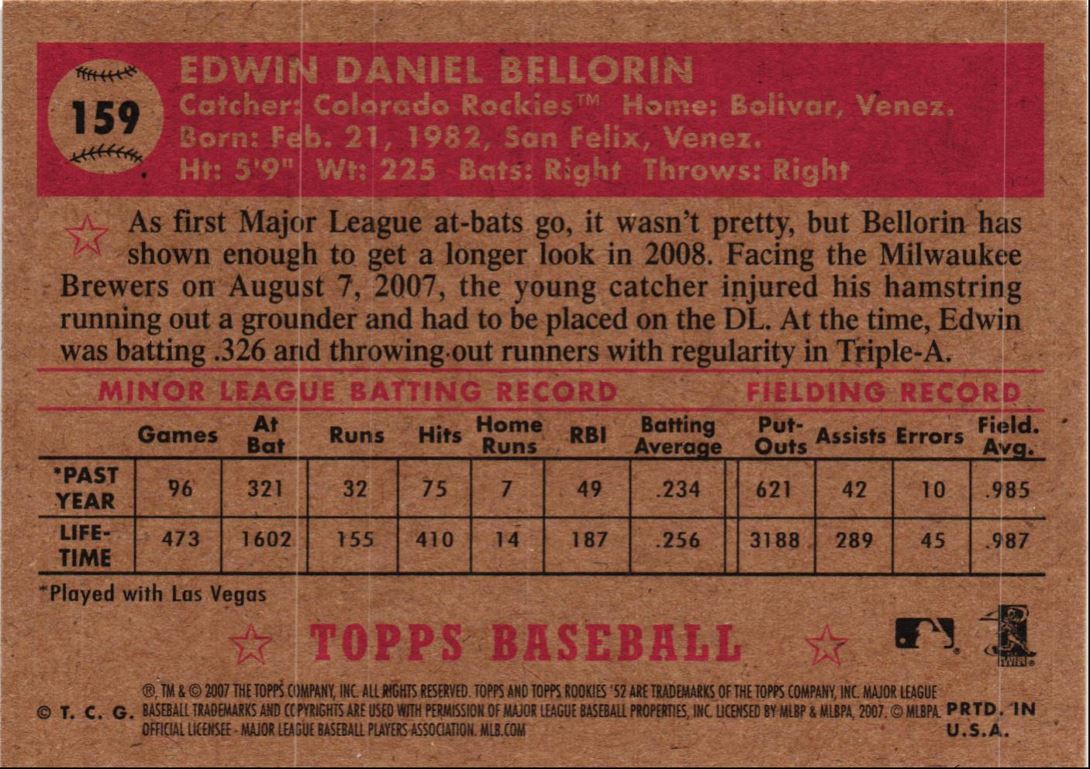 159
EDWIN DANIEL BELLORIN
Catcher: Colorado Rockies™ Home: Bolivar, Venez.
Born: Feb. 21, 1982, San Felix, Venez.
Ht: 5'9" Wt: 225 Bats: Right Throws: Right
As first Major League at-bats go, it wasn't pretty, but Bellorin has
shown enough to get a longer look in 2008. Facing the Milwaukee
Brewers on August 7, 2007, the young catcher injured his hamstring
running out a grounder and had to be placed on the DL. At the time, Edwin
was batting .326 and throwing out runners with regularity in Triple-A.
MINOR LEAGUE BATTING RECORD FIELDING RECORD
Games At Bat Runs Hits Home Runs RBI Batting Average Put-Outs Assists Errors Field. Avg.
*PAST YEAR 96 321 32 75 7 49 .234 621 42 10 .985
LIFE-TIME 473 1602 155 410 14 187 .256 3188 289 45 .987
*Played with Las Vegas
TOPPS BASEBALL
®, TM & © 2007 THE TOPPS COMPANY, INC. ALL RIGHTS RESERVED. TOPPS AND TOPPS ROOKIES '52 ARE TRADEMARKS OF THE TOPPS COMPANY, INC. MAJOR LEAGUE
© T. C. G. BASEBALL TRADEMARKS AND COPYRIGHTS ARE USED WITH PERMISSION OF MAJOR LEAGUE BASEBALL PROPERTIES, INC. LICENSED BY MLBP & MLBPA, 2007. © MLBPA PRTD. IN
OFFICIAL LICENSEE - MAJOR LEAGUE BASEBALL PLAYERS ASSOCIATION. MLB.COM U.S.A.